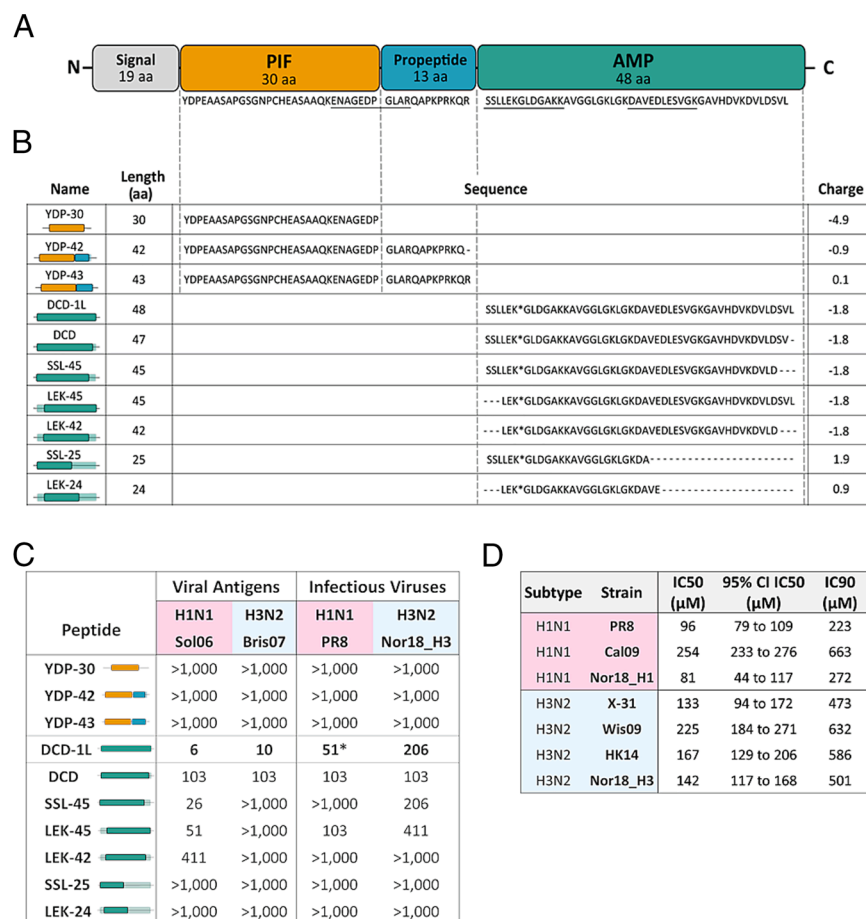 A
N
Signal
19 aa
PIF
30 aa
Propeptide
13 aa
AMP
48 aa
C
YDPEAASAPGSGNPCHEASAAQKENAGEDP GLARQAPKPRKQR SSLLEKGLDGAKKAVGGLGKLGKDAVEDLESVGKGAVHDVKDVLDSVL
B
Name Length (aa) Sequence Charge
YDP-30 30 YDPEAASAPGSGNPCHEASAAQKENAGEDP -4.9
YDP-42 42 YDPEAASAPGSGNPCHEASAAQKENAGEDP GLARQAPKPRKQ - -0.9
YDP-43 43 YDPEAASAPGSGNPCHEASAAQKENAGEDP GLARQAPKPRKQR 0.1
DCD-1L 48 SSLLEK*GLDGAKKAVGGLGKLGKDAVEDLESVGKGAVHDVKDVLDSVL -1.8
DCD 47 SSLLEK*GLDGAKKAVGGLGKLGKDAVEDLESVGKGAVHDVKDVLDSV - -1.8
SSL-45 45 SSLLEK*GLDGAKKAVGGLGKLGKDAVEDLESVGKGAVHDVKDVLD - - - -1.8
LEK-45 45 - - - LEK*GLDGAKKAVGGLGKLGKDAVEDLESVGKGAVHDVKDVLDSVL -1.8
LEK-42 42 - - - LEK*GLDGAKKAVGGLGKLGKDAVEDLESVGKGAVHDVKDVLD - - - -1.8
SSL-25 25 SSLLEK*GLDGAKKAVGGLGKLGKDA - - - - - - - - - - - - - - - - - - - - - - - 1.9
LEK-24 24 - - - LEK*GLDGAKKAVGGLGKLGKDAVE - - - - - - - - - - - - - - - - - - - - - 0.9
C
Viral Antigens Infectious Viruses
Peptide H1N1 Sol06 H3N2 Bris07 H1N1 PR8 H3N2 Nor18_H3
YDP-30 >1,000 >1,000 >1,000 >1,000
YDP-42 >1,000 >1,000 >1,000 >1,000
YDP-43 >1,000 >1,000 >1,000 >1,000
DCD-1L 6 10 51* 206
DCD 103 103 103 103
SSL-45 26 >1,000 >1,000 206
LEK-45 51 >1,000 103 411
LEK-42 411 >1,000 >1,000 >1,000
SSL-25 >1,000 >1,000 >1,000 >1,000
LEK-24 >1,000 >1,000 >1,000 >1,000
D
Subtype Strain IC50 (µM) 95% CI IC50 (µM) IC90 (µM)
H1N1 PR8 96 79 to 109 223
H1N1 Cal09 254 233 to 276 663
H1N1 Nor18_H1 81 44 to 117 272
H3N2 X-31 133 94 to 172 473
H3N2 Wis09 225 184 to 271 632
H3N2 HK14 167 129 to 206 586
H3N2 Nor18_H3 142 117 to 168 501